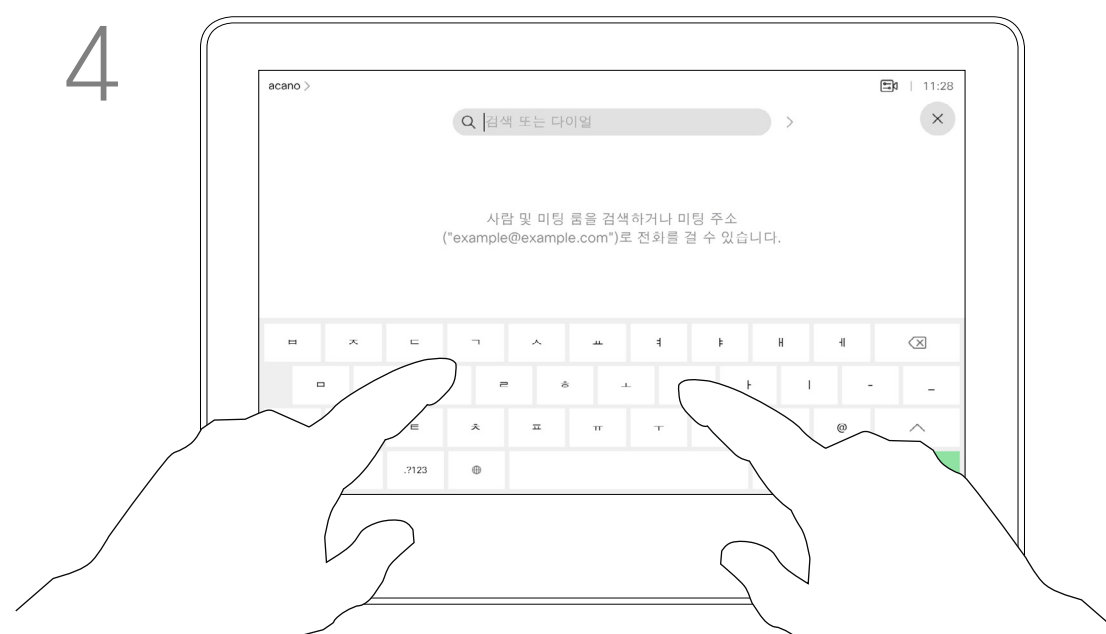 4
acano >
11:28
검색 또는 다이얼
사람 및 미팅 룸을 검색하거나 미팅 주소
("example@example.com")로 전화를 걸 수 있습니다.
ㅂ ㅈ ㄷ ㄱ ㅅ ㅛ ㅕ ㅑ ㅐ ㅔ
ㅁ ㄹ ㅎ ㅗ ㅏ ㅣ - _
ㅌ ㅊ ㅍ ㅠ ㅜ @
.?123